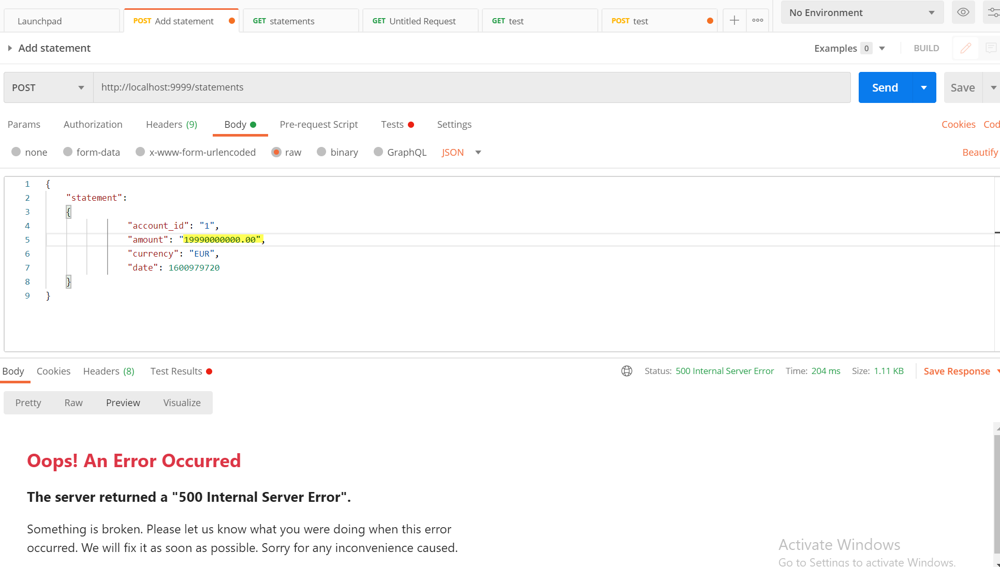 Launchpad
POST Add statement
GET statements
GET Untitled Request
GET test
POST test
No Environment
Add statement
Examples 0
BUILD
POST
http://localhost:9999/statements
Send
Save
Params
Authorization
Headers (9)
Body
Pre-request Script
Tests
Settings
Cookies
Cod
none
form-data
x-www-form-urlencoded
raw
binary
GraphQL
JSON
Beautify
1 {
2 "statement":
3 {
4 "account_id": "1",
5 "amount": "19990000000.00",
6 "currency": "EUR",
7 "date": 1600979720
8 }
9 }
Body
Cookies
Headers (8)
Test Results
Status: 500 Internal Server Error
Time: 204 ms
Size: 1.11 KB
Save Response
Pretty
Raw
Preview
Visualize
Oops! An Error Occurred
The server returned a "500 Internal Server Error".
Something is broken. Please let us know what you were doing when this error
occurred. We will fix it as soon as possible. Sorry for any inconvenience caused.
Activate Windows
Go to Settings to activate Windows.